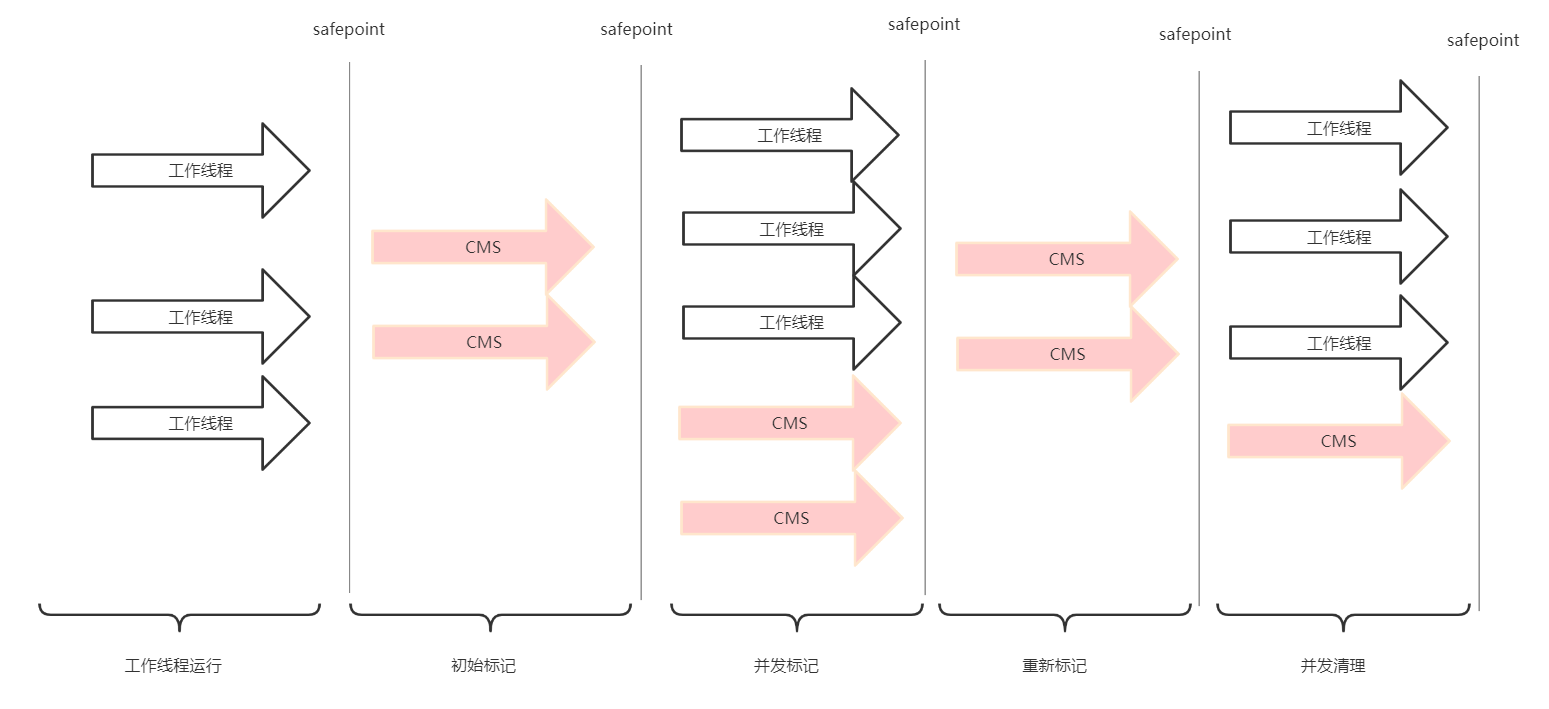 safepoint
safepoint
safepoint
safepoint
safepoint
工作线程
工作线程
工作线程
CMS
CMS
工作线程
工作线程
工作线程
CMS
CMS
CMS
CMS
工作线程
工作线程
工作线程
CMS
工作线程运行
初始标记
并发标记
重新标记
并发清理